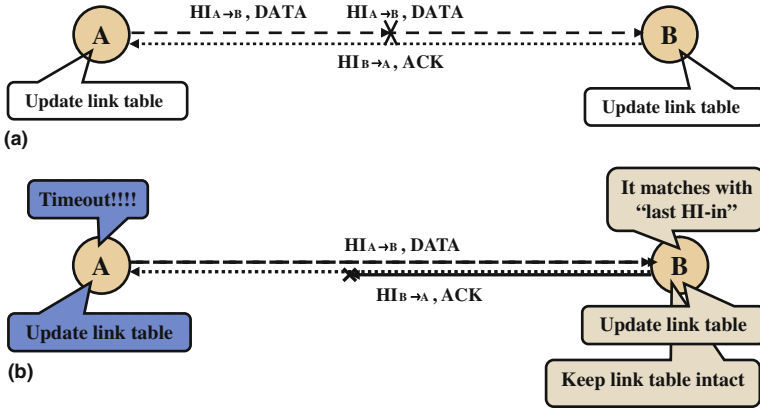 HIA→B, DATA HIA→B, DATA
A
B
HIB→A, ACK
Update link table
Update link table
(a)
Timeout!!!!
It matches with
“last HI-in”
HIA→B, DATA
A
B
HIB→A, ACK
Update link table
Update link table
(b)
Keep link table intact